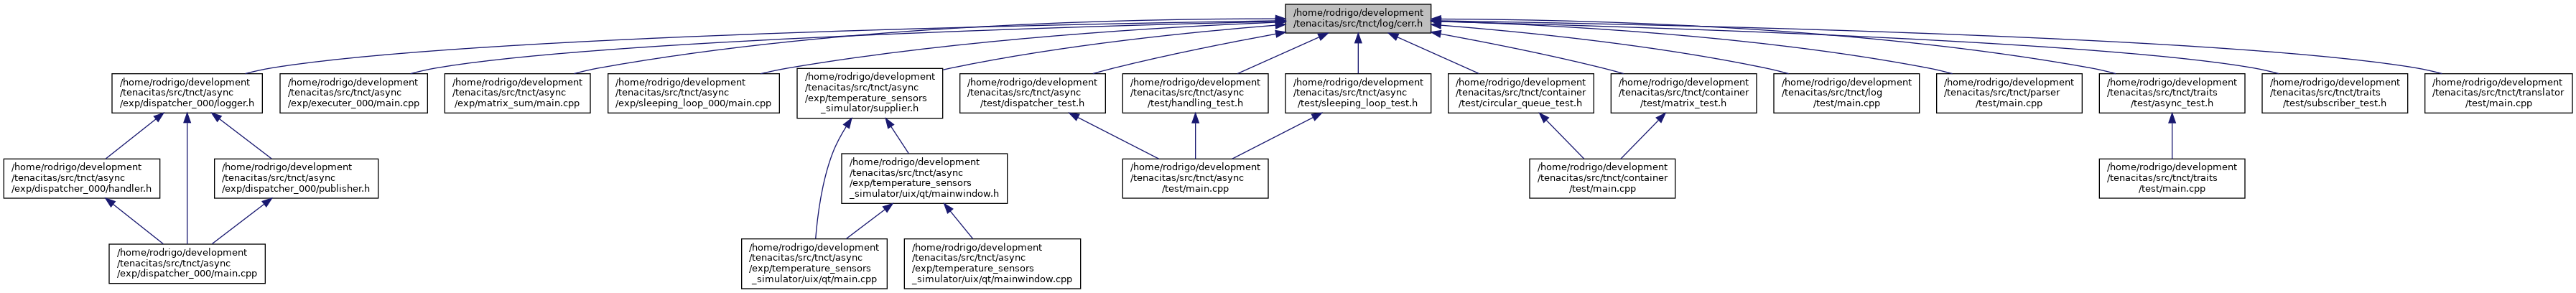 /home/rodrigo/development
/tenacitas/src/tnct/log/cerr.h
/home/rodrigo/development
/tenacitas/src/tnct/async
/exp/dispatcher_000/logger.h
/home/rodrigo/development
/tenacitas/src/tnct/async
/exp/executer_000/main.cpp
/home/rodrigo/development
/tenacitas/src/tnct/async
/exp/matrix_sum/main.cpp
/home/rodrigo/development
/tenacitas/src/tnct/async
/exp/sleeping_loop_000/main.cpp
/home/rodrigo/development
/tenacitas/src/tnct/async
/exp/temperature_sensors
_simulator/supplier.h
/home/rodrigo/development
/tenacitas/src/tnct/async
/test/dispatcher_test.h
/home/rodrigo/development
/tenacitas/src/tnct/async
/test/handling_test.h
/home/rodrigo/development
/tenacitas/src/tnct/async
/test/sleeping_loop_test.h
/home/rodrigo/development
/tenacitas/src/tnct/container
/test/circular_queue_test.h
/home/rodrigo/development
/tenacitas/src/tnct/container
/test/matrix_test.h
/home/rodrigo/development
/tenacitas/src/tnct/log
/test/main.cpp
/home/rodrigo/development
/tenacitas/src/tnct/parser
/test/main.cpp
/home/rodrigo/development
/tenacitas/src/tnct/traits
/test/async_test.h
/home/rodrigo/development
/tenacitas/src/tnct/traits
/test/subscriber_test.h
/home/rodrigo/development
/tenacitas/src/tnct/translator
/test/main.cpp
/home/rodrigo/development
/tenacitas/src/tnct/async
/exp/dispatcher_000/handler.h
/home/rodrigo/development
/tenacitas/src/tnct/async
/exp/dispatcher_000/publisher.h
/home/rodrigo/development
/tenacitas/src/tnct/async
/exp/temperature_sensors
_simulator/uix/qt/mainwindow.h
/home/rodrigo/development
/tenacitas/src/tnct/async
/test/main.cpp
/home/rodrigo/development
/tenacitas/src/tnct/container
/test/main.cpp
/home/rodrigo/development
/tenacitas/src/tnct/traits
/test/main.cpp
/home/rodrigo/development
/tenacitas/src/tnct/async
/exp/dispatcher_000/main.cpp
/home/rodrigo/development
/tenacitas/src/tnct/async
/exp/temperature_sensors
_simulator/uix/qt/main.cpp
/home/rodrigo/development
/tenacitas/src/tnct/async
/exp/temperature_sensors
_simulator/uix/qt/mainwindow.cpp